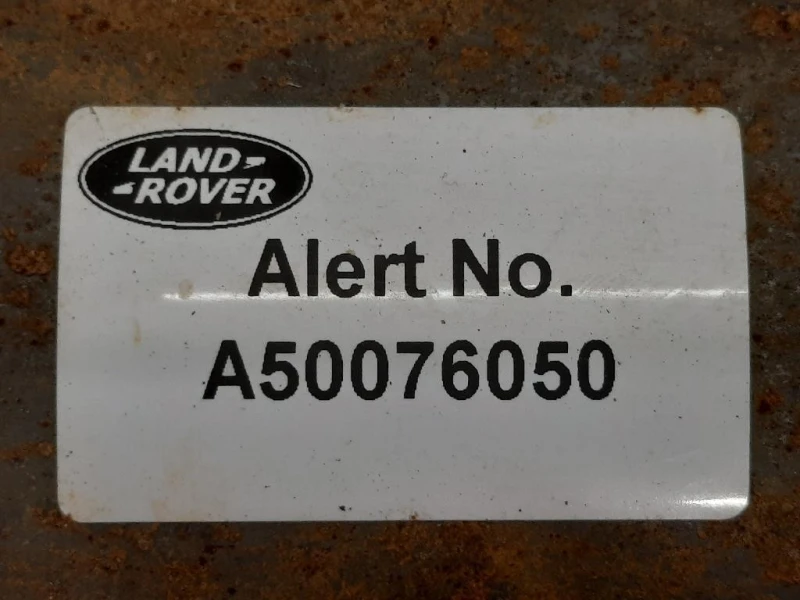 LAND
ROVER
Alert No.
A50076050